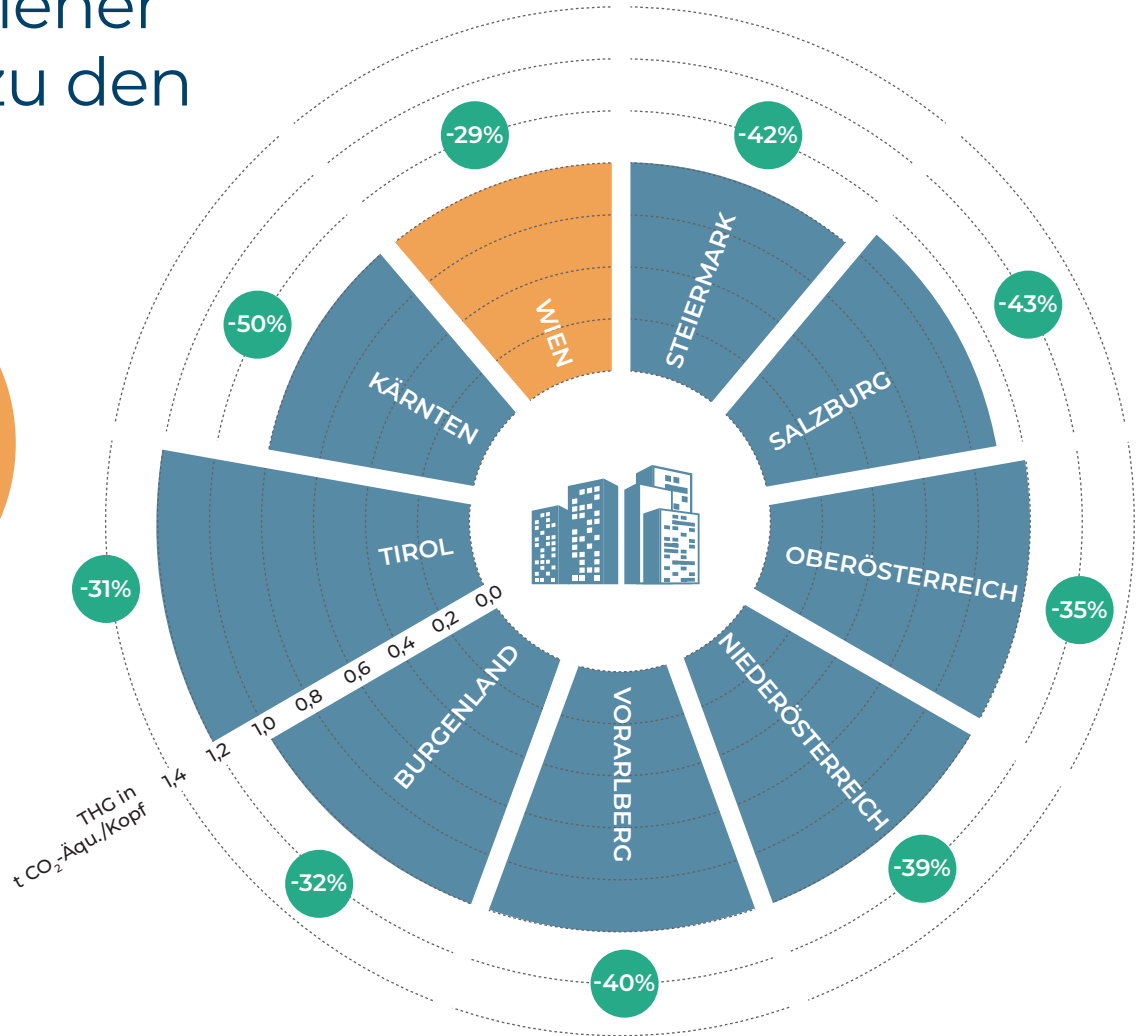 zu den
-29%
-42%
-50%
-43%
WIEN
STEIERMARK
KÄRNTEN
SALZBURG
TIROL
OBERÖSTERREICH
-31%
-35%
0,0
0,2
0,4
0,6
0,8
1,0
1,2
1,4
THG in
t CO₂-Äqu./Kopf
BURGENLAND
VORARLBERG
NIEDERÖSTERREICH
-32%
-39%
-40%